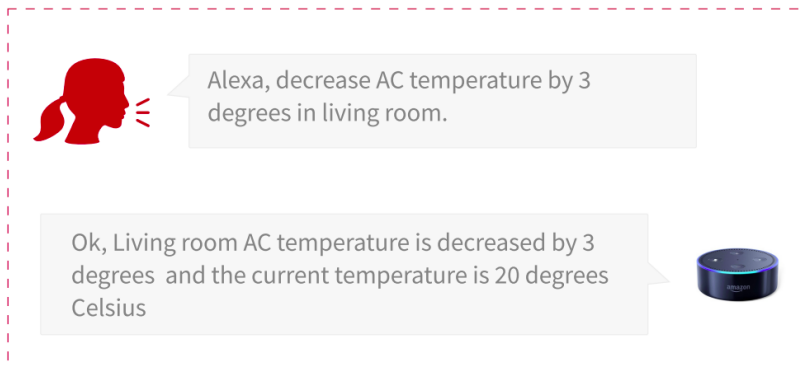 Alexa, decrease AC temperature by 3
degrees in living room.
Ok, Living room AC temperature is decreased by 3
degrees and the current temperature is 20 degrees
Celsius
amazon